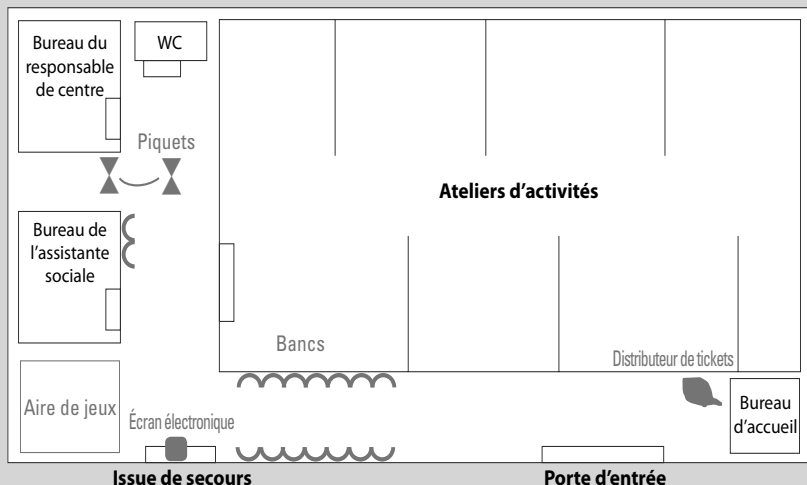 Bureau du
responsable
de centre
WC
Piquets
Ateliers d’activités
Bureau de
l’assistante
sociale
Bancs
Distributeur de tickets
Aire de jeux
Écran électronique
Bureau
d’accueil
Issue de secours
Porte d’entrée